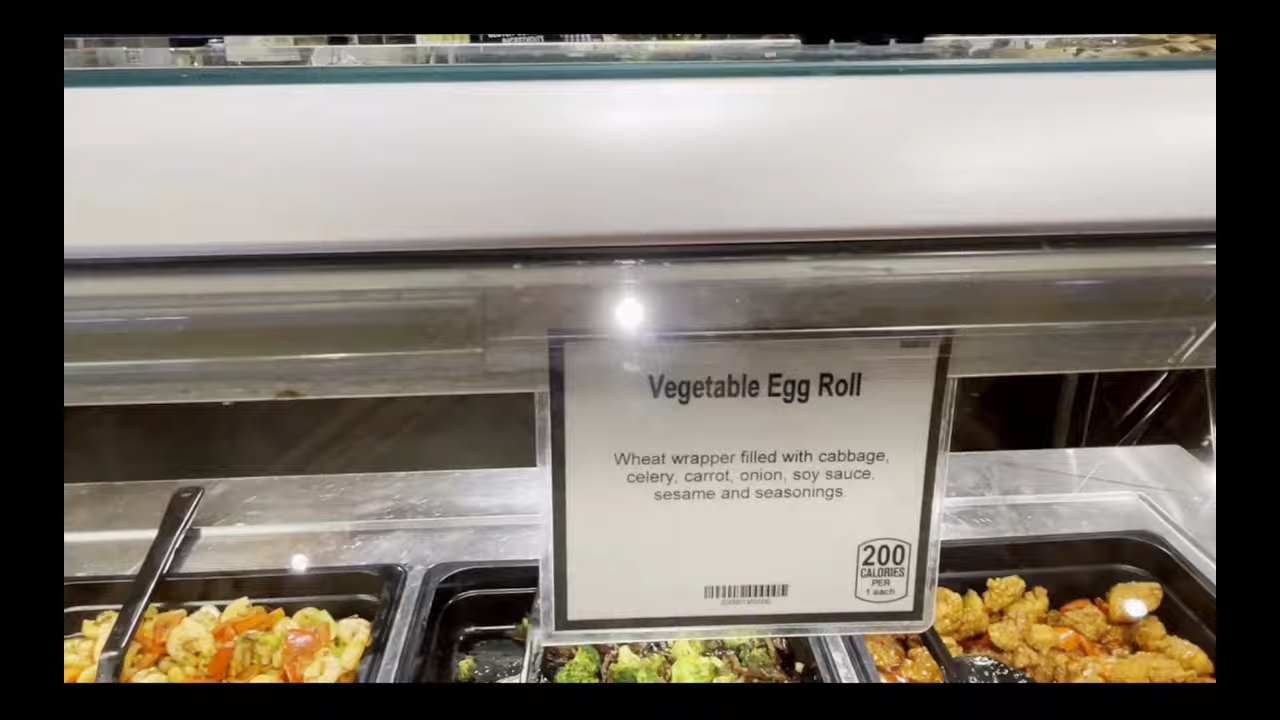 Vegetable Egg Roll
Wheat wrapper filled with cabbage,
celery, carrot, onion, soy sauce,
sesame and seasonings.
200
CALORIES
PER
1 each